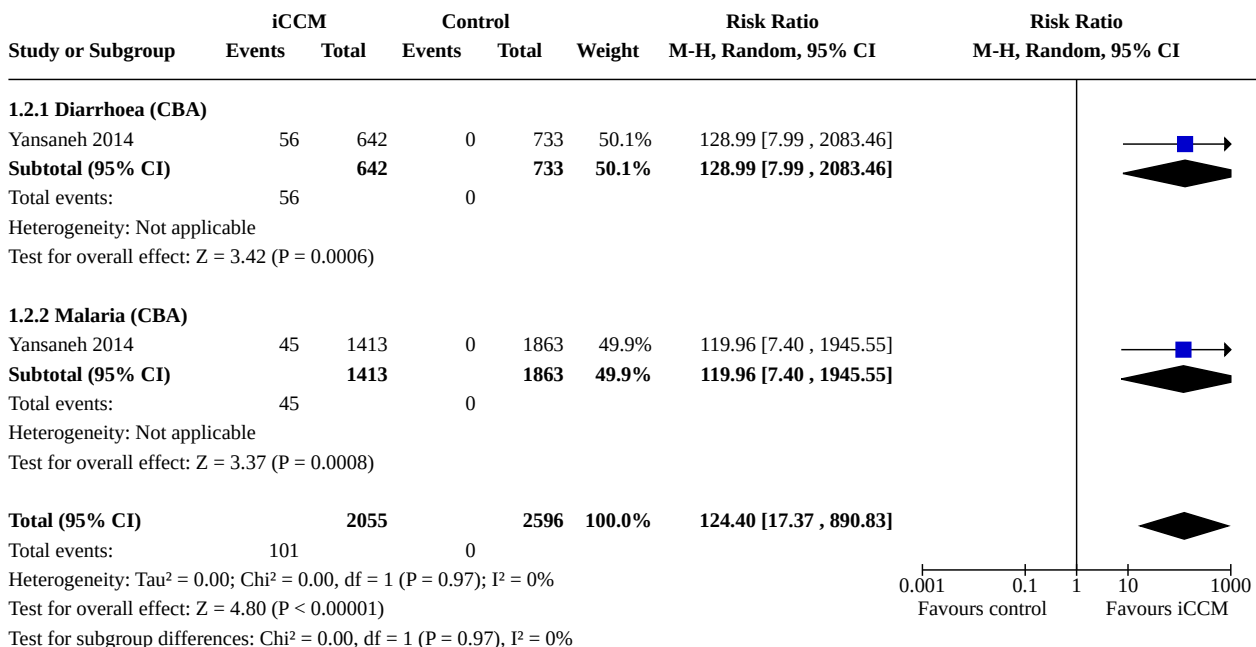 iCCM Control Risk Ratio Risk Ratio
Study or Subgroup Events Total Events Total Weight M-H, Random, 95% CI M-H, Random, 95% CI
1.2.1 Diarrhoea (CBA)
Yansaneh 2014 56 642 0 733 50.1% 128.99 [7.99 , 2083.46]
Subtotal (95% CI) 642 733 50.1% 128.99 [7.99 , 2083.46]
Total events: 56 0
Heterogeneity: Not applicable
Test for overall effect: Z = 3.42 (P = 0.0006)
1.2.2 Malaria (CBA)
Yansaneh 2014 45 1413 0 1863 49.9% 119.96 [7.40 , 1945.55]
Subtotal (95% CI) 1413 1863 49.9% 119.96 [7.40 , 1945.55]
Total events: 45 0
Heterogeneity: Not applicable
Test for overall effect: Z = 3.37 (P = 0.0008)
Total (95% CI) 2055 2596 100.0% 124.40 [17.37 , 890.83]
Total events: 101 0
Heterogeneity: Tau² = 0.00; Chi² = 0.00, df = 1 (P = 0.97); I² = 0%
0.001 0.1 1 10 1000
Test for overall effect: Z = 4.80 (P < 0.00001)
Favours control Favours iCCM
Test for subgroup differences: Chi² = 0.00, df = 1 (P = 0.97), I² = 0%